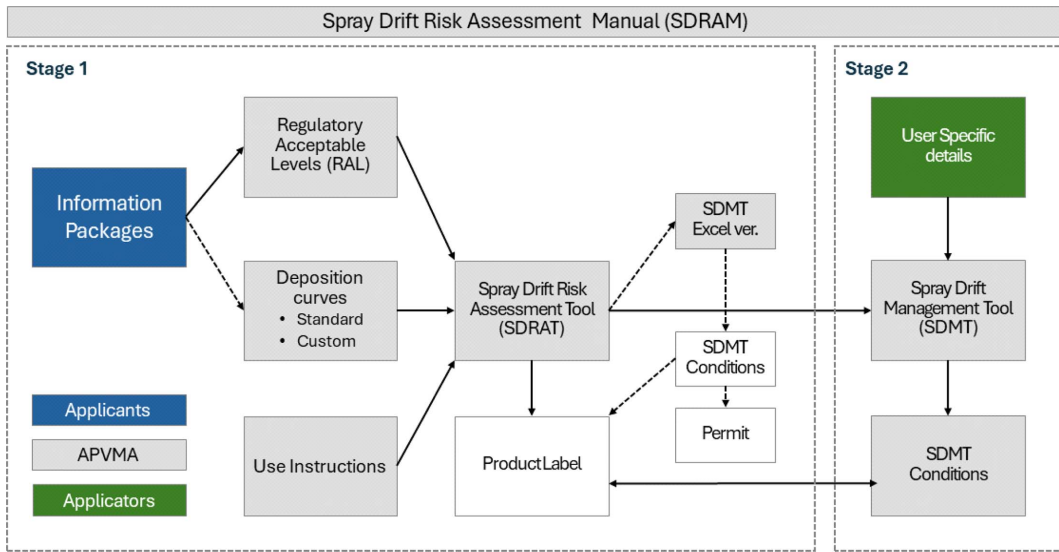 Spray Drift Risk Assessment Manual (SDRAM)
Stage 1
Stage 2
Information
Packages
Regulatory
Acceptable
Levels (RAL)
Deposition
curves
• Standard
• Custom
Use Instructions
Spray Drift Risk
Assessment Tool
(SDRAT)
Product Label
SDMT
Excel ver.
SDMT
Conditions
Permit
User Specific
details
Spray Drift
Management Tool
(SDMT)
SDMT
Conditions
Applicants
APVMA
Applicators